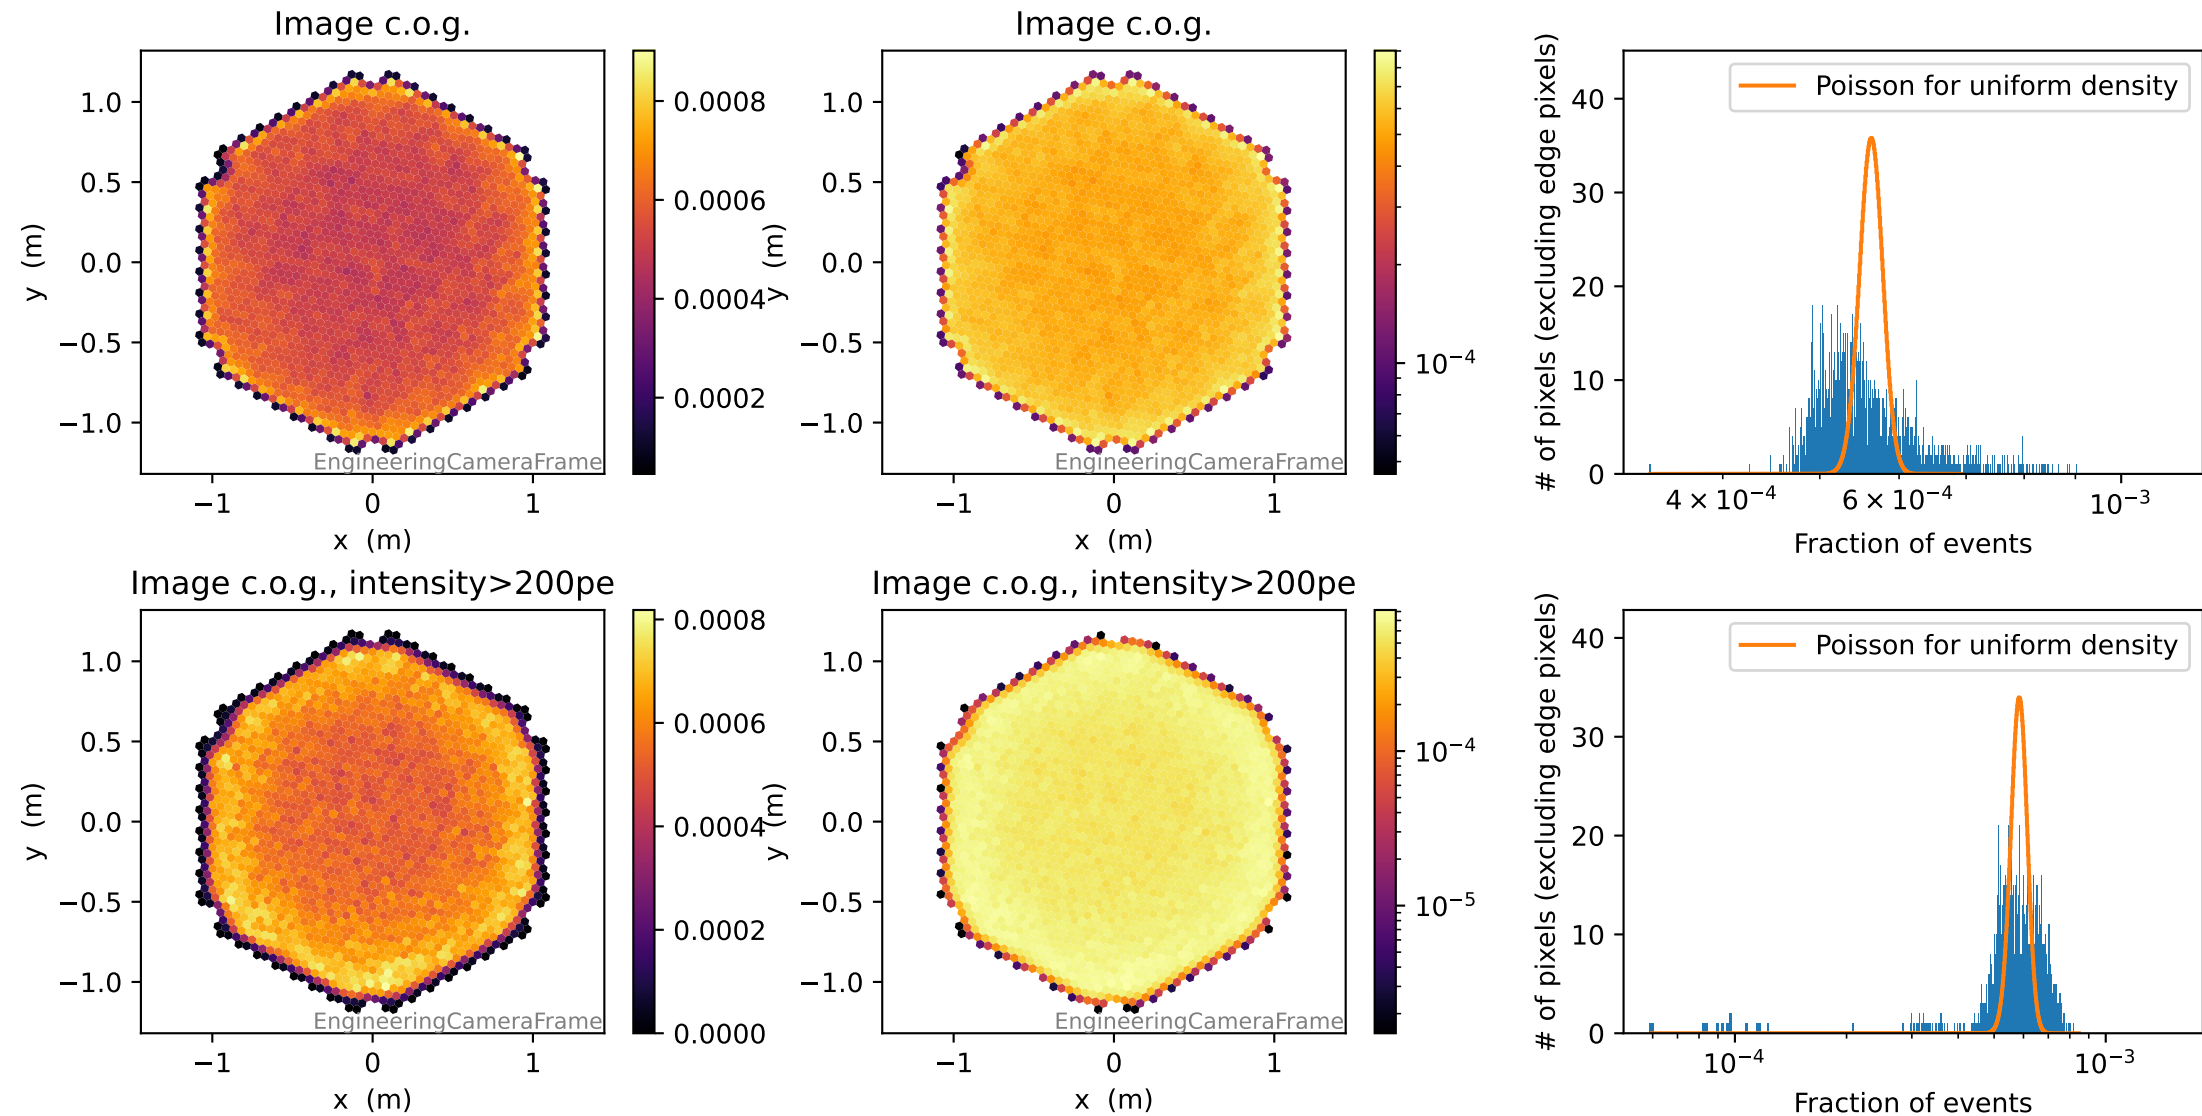 Image c.o.g.
1.0
0.5
0.0
−0.5
−1.0
y (m)
−1
0
1
x (m)
EngineeringCameraFrame
0.0008
0.0006
0.0004
0.0002
Image c.o.g.
1.0
0.5
0.0
−0.5
−1.0
y (m)
−1
0
1
x (m)
EngineeringCameraFrame
10⁻⁴
Poisson for uniform density
40
30
20
10
0
# of pixels (excluding edge pixels)
4 × 10⁻⁴
6 × 10⁻⁴
10⁻³
Fraction of events
Image c.o.g., intensity>200pe
1.0
0.5
0.0
−0.5
−1.0
y (m)
−1
0
1
x (m)
EngineeringCameraFrame
0.0008
0.0006
0.0004
0.0002
0.0000
Image c.o.g., intensity>200pe
1.0
0.5
0.0
−0.5
−1.0
y (m)
−1
0
1
x (m)
EngineeringCameraFrame
10⁻⁴
10⁻⁵
Poisson for uniform density
40
30
20
10
0
# of pixels (excluding edge pixels)
10⁻⁴
10⁻³
Fraction of events